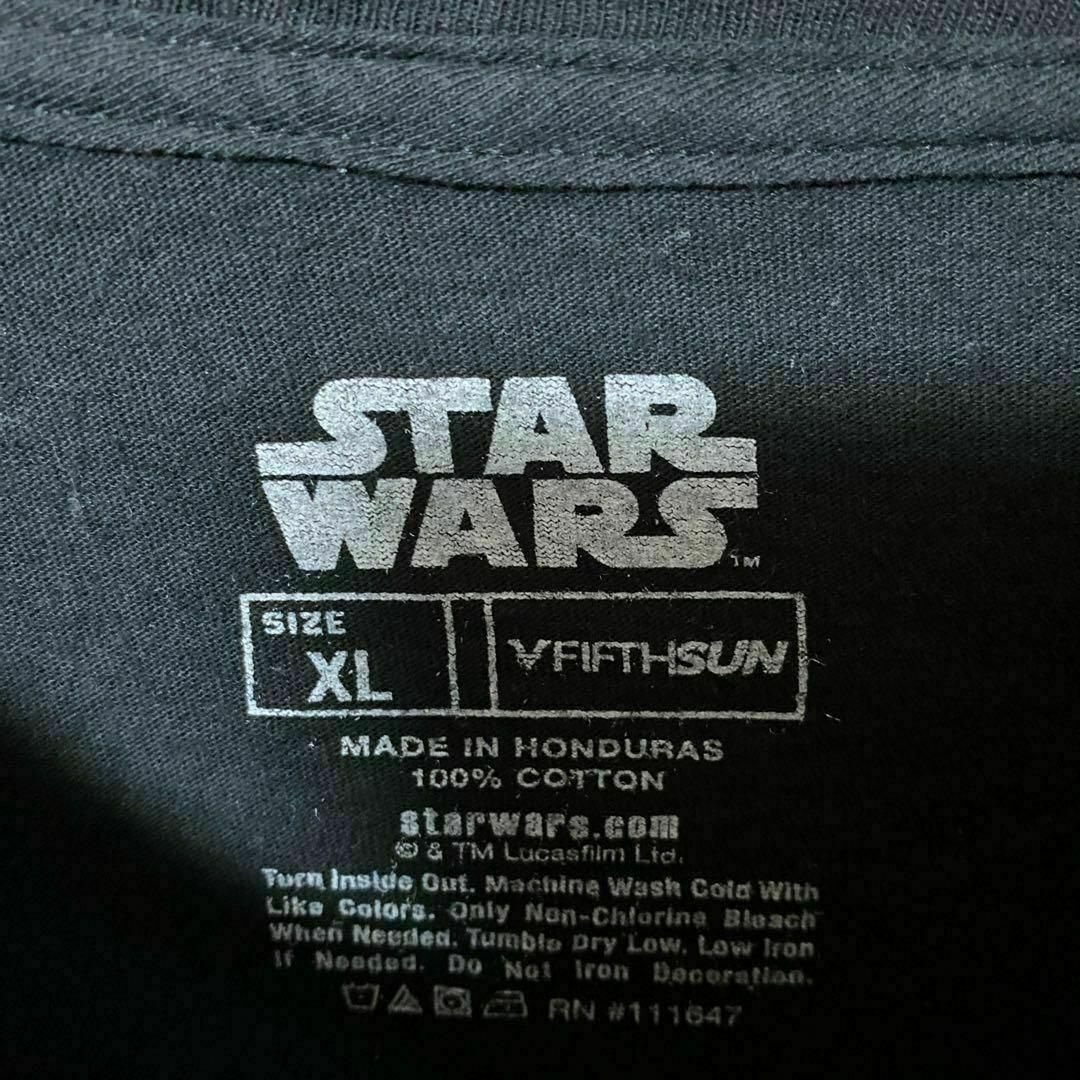 STAR
WARS™
SIZE
XL
FIFTHSUN
MADE IN HONDURAS
100% COTTON
starwars.com
© & TM Lucasfilm Ltd.
Turn Inside Out. Machine Wash Cold With
Like Colors. Only Non-Chlorine Bleach
When Needed. Tumble Dry Low. Low Iron
If Needed. Do Not Iron Decoration.
RN #111647